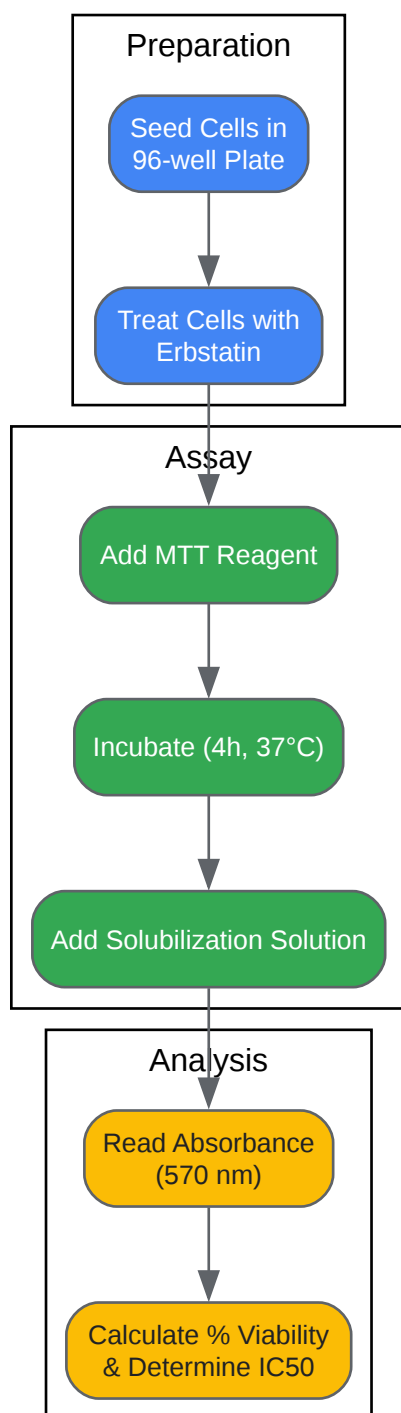 Preparation
Seed Cells in
96-well Plate
Treat Cells with
Erbstatin
Assay
Add MTT Reagent
Incubate (4h, 37°C)
Add Solubilization Solution
Analysis
Read Absorbance
(570 nm)
Calculate % Viability
& Determine IC50